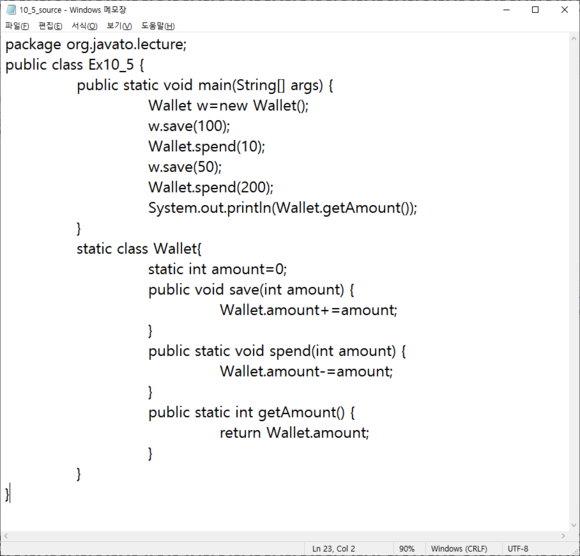 10_5_source - Windows 메모장
파일(F) 편집(E) 서식(O) 보기(V) 도움말(H)
package org.javato.lecture;
public class Ex10_5 {
public static void main(String[] args) {
Wallet w=new Wallet();
w.save(100);
Wallet.spend(10);
w.save(50);
Wallet.spend(200);
System.out.println(Wallet.getAmount());
}
static class Wallet{
static int amount=0;
public void save(int amount) {
Wallet.amount+=amount;
}
public static void spend(int amount) {
Wallet.amount-=amount;
}
public static int getAmount() {
return Wallet.amount;
}
}
}
Ln 23, Col 2 90% Windows (CRLF) UTF-8